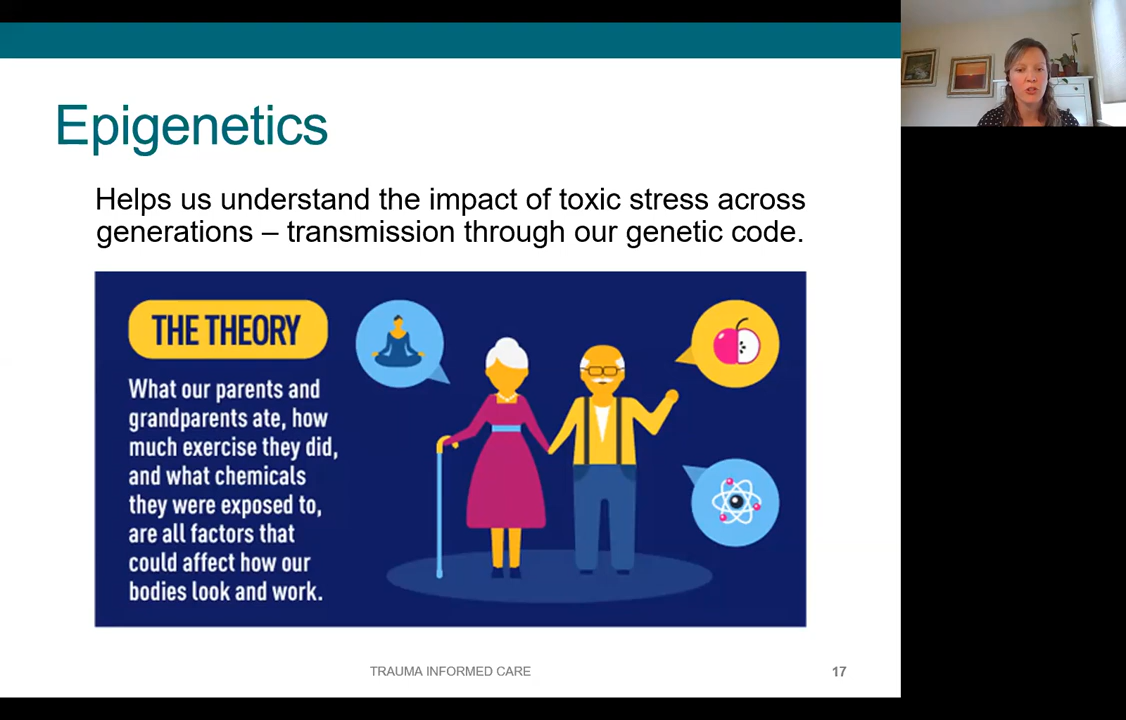 Epigenetics
Helps us understand the impact of toxic stress across
generations – transmission through our genetic code.
THE THEORY
What our parents and
grandparents ate, how
much exercise they did,
and what chemicals
they were exposed to,
are all factors that
could affect how our
bodies look and work.
TRAUMA INFORMED CARE
17